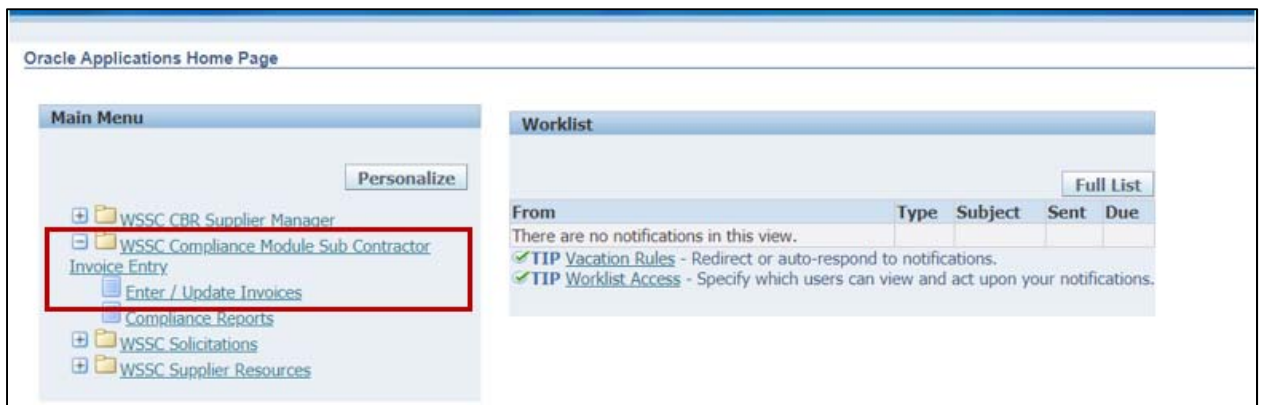 Oracle Applications Home Page
Main Menu
Personalize
WSSC CBR Supplier Manager
WSSC Compliance Module Sub Contractor
Invoice Entry
Enter / Update Invoices
Compliance Reports
WSSC Solicitations
WSSC Supplier Resources
Worklist
Full List
From Type Subject Sent Due
There are no notifications in this view.
TIP Vacation Rules - Redirect or auto-respond to notifications.
TIP Worklist Access - Specify which users can view and act upon your notifications.